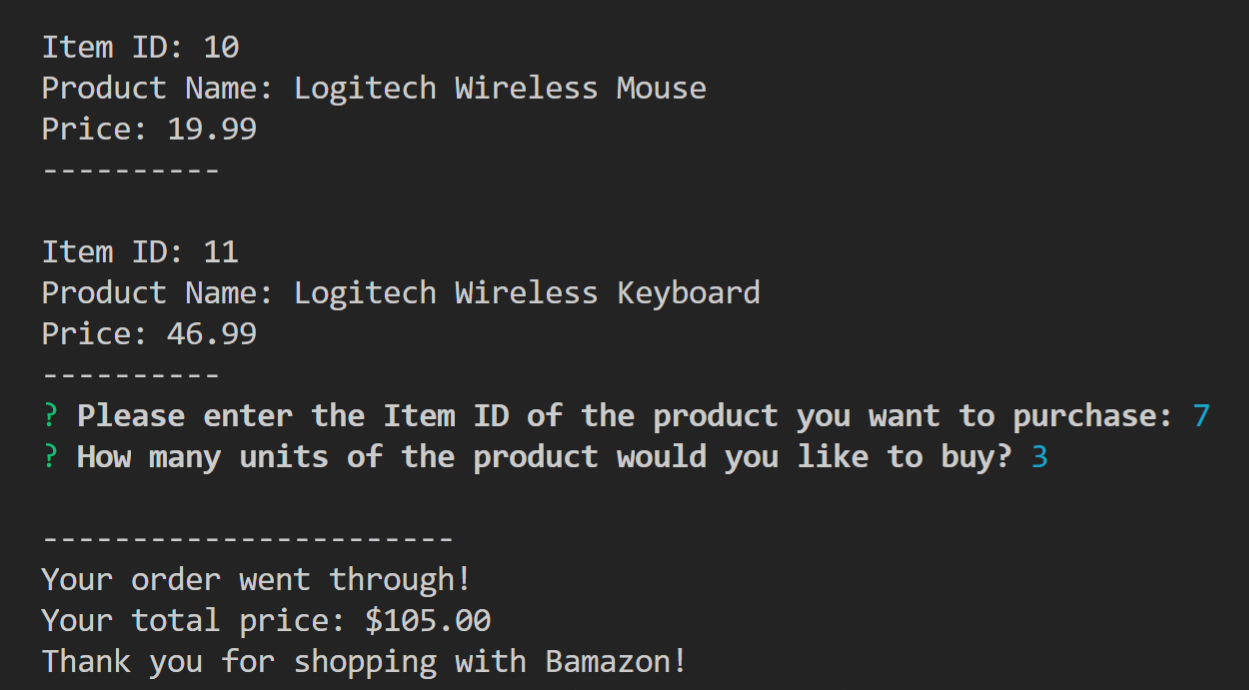 Item ID: 10
Product Name: Logitech Wireless Mouse
Price: 19.99
----------
Item ID: 11
Product Name: Logitech Wireless Keyboard
Price: 46.99
----------
? Please enter the Item ID of the product you want to purchase: 7
? How many units of the product would you like to buy? 3
-----------------------
Your order went through!
Your total price: $105.00
Thank you for shopping with Bamazon!